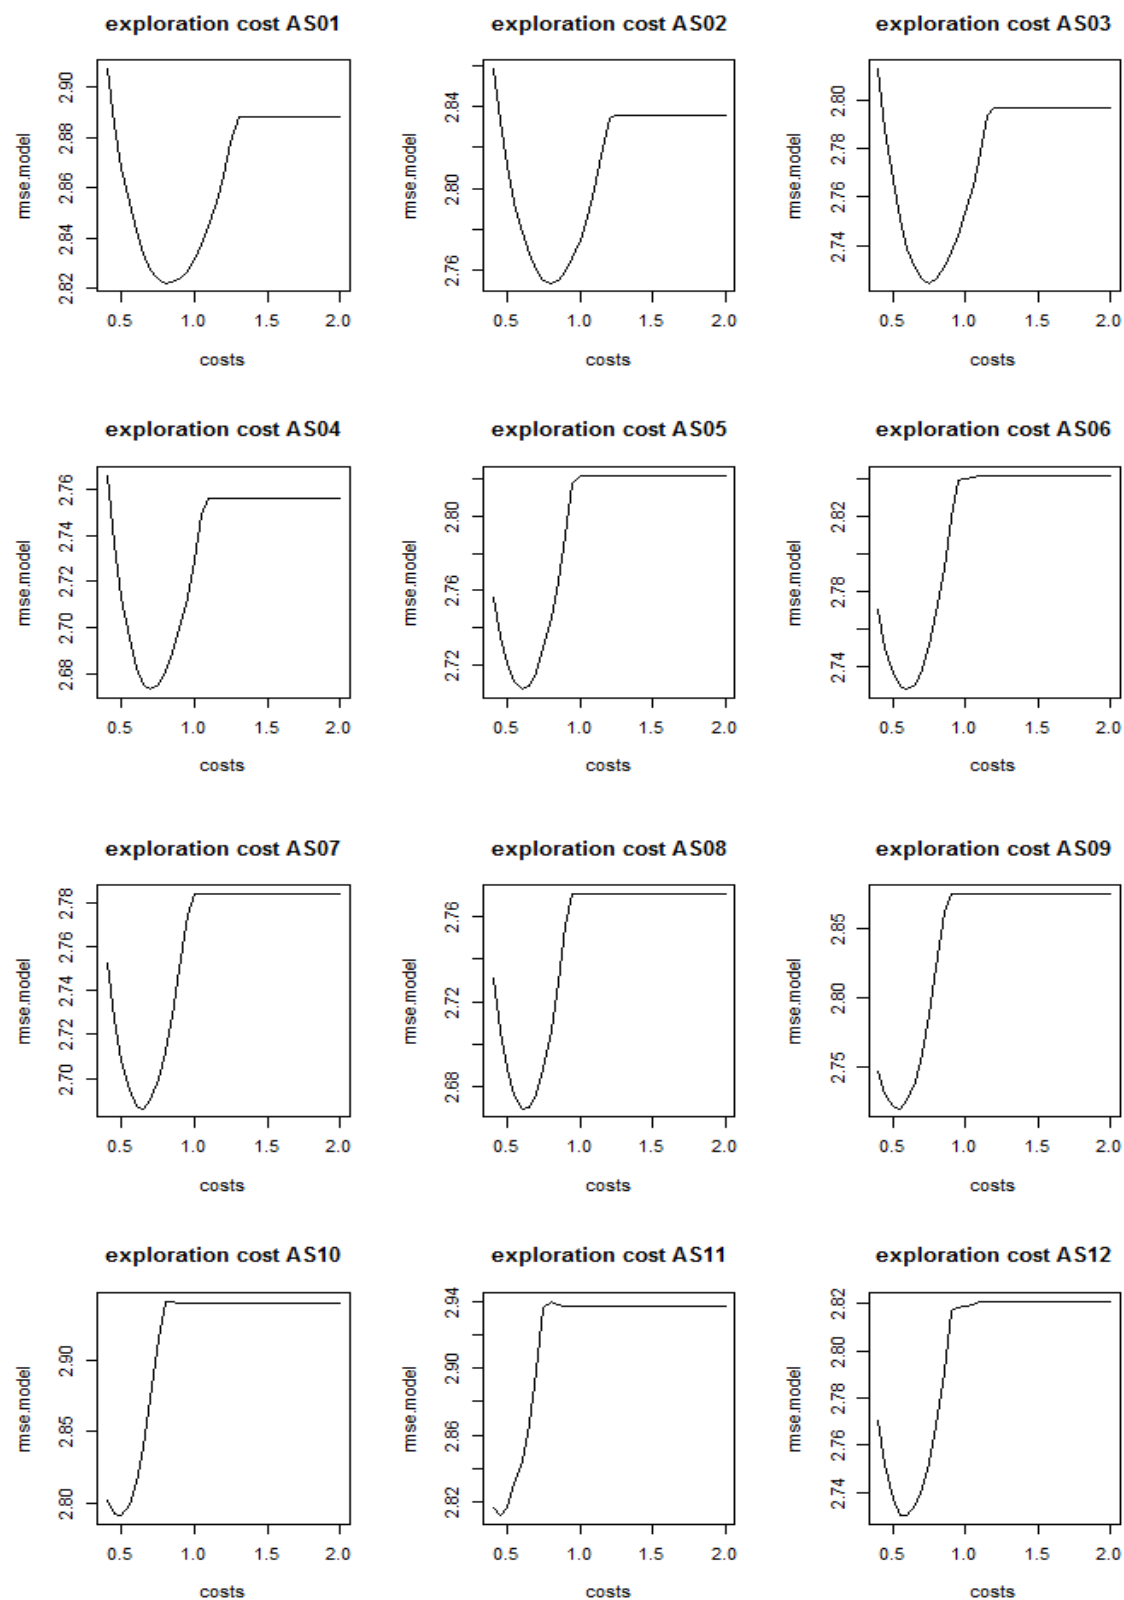 exploration cost AS01
rmse.model
2.82 2.84 2.86 2.88 2.90
0.5 1.0 1.5 2.0
costs
exploration cost AS02
rmse.model
2.76 2.80 2.84
0.5 1.0 1.5 2.0
costs
exploration cost AS03
rmse.model
2.74 2.76 2.78 2.80
0.5 1.0 1.5 2.0
costs
exploration cost AS04
rmse.model
2.68 2.70 2.72 2.74 2.76
0.5 1.0 1.5 2.0
costs
exploration cost AS05
rmse.model
2.72 2.76 2.80
0.5 1.0 1.5 2.0
costs
exploration cost AS06
rmse.model
2.74 2.78 2.82
0.5 1.0 1.5 2.0
costs
exploration cost AS07
rmse.model
2.70 2.72 2.74 2.76 2.78
0.5 1.0 1.5 2.0
costs
exploration cost AS08
rmse.model
2.68 2.72 2.76
0.5 1.0 1.5 2.0
costs
exploration cost AS09
rmse.model
2.75 2.80 2.85
0.5 1.0 1.5 2.0
costs
exploration cost AS10
rmse.model
2.80 2.85 2.90
0.5 1.0 1.5 2.0
costs
exploration cost AS11
rmse.model
2.82 2.86 2.90 2.94
0.5 1.0 1.5 2.0
costs
exploration cost AS12
rmse.model
2.74 2.76 2.78 2.80 2.82
0.5 1.0 1.5 2.0
costs